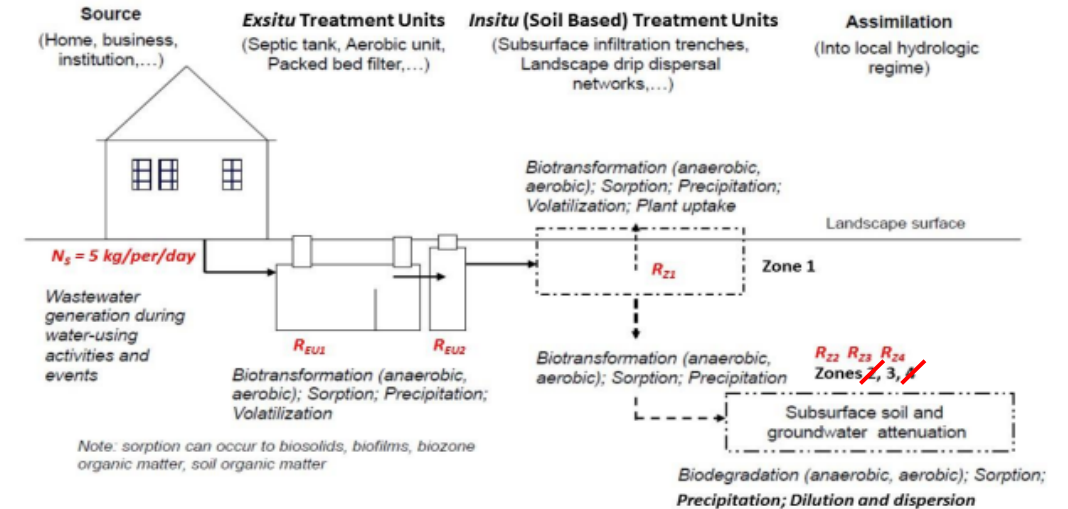 Source
(Home, business,
institution,...)
Exsitu Treatment Units
(Septic tank, Aerobic unit,
Packed bed filter,...)
Insitu (Soil Based) Treatment Units
(Subsurface infiltration trenches,
Landscape drip dispersal
networks,...)
Assimilation
(Into local hydrologic
regime)
Biotransformation (anaerobic,
aerobic); Sorption; Precipitation;
Volatilization; Plant uptake
Landscape surface
NS = 5 kg/per/day
RZ1
Zone 1
Wastewater
generation during
water-using
activities and
events
REU1
REU2
Biotransformation (anaerobic,
aerobic); Sorption; Precipitation;
Volatilization
Biotransformation (anaerobic,
aerobic); Sorption; Precipitation
RZ2 RZ3 RZ4
Zones 2, 3, 4
Subsurface soil and
groundwater attenuation
Note: sorption can occur to biosolids, biofilms, biozone
organic matter, soil organic matter
Biodegradation (anaerobic, aerobic); Sorption;
Precipitation; Dilution and dispersion